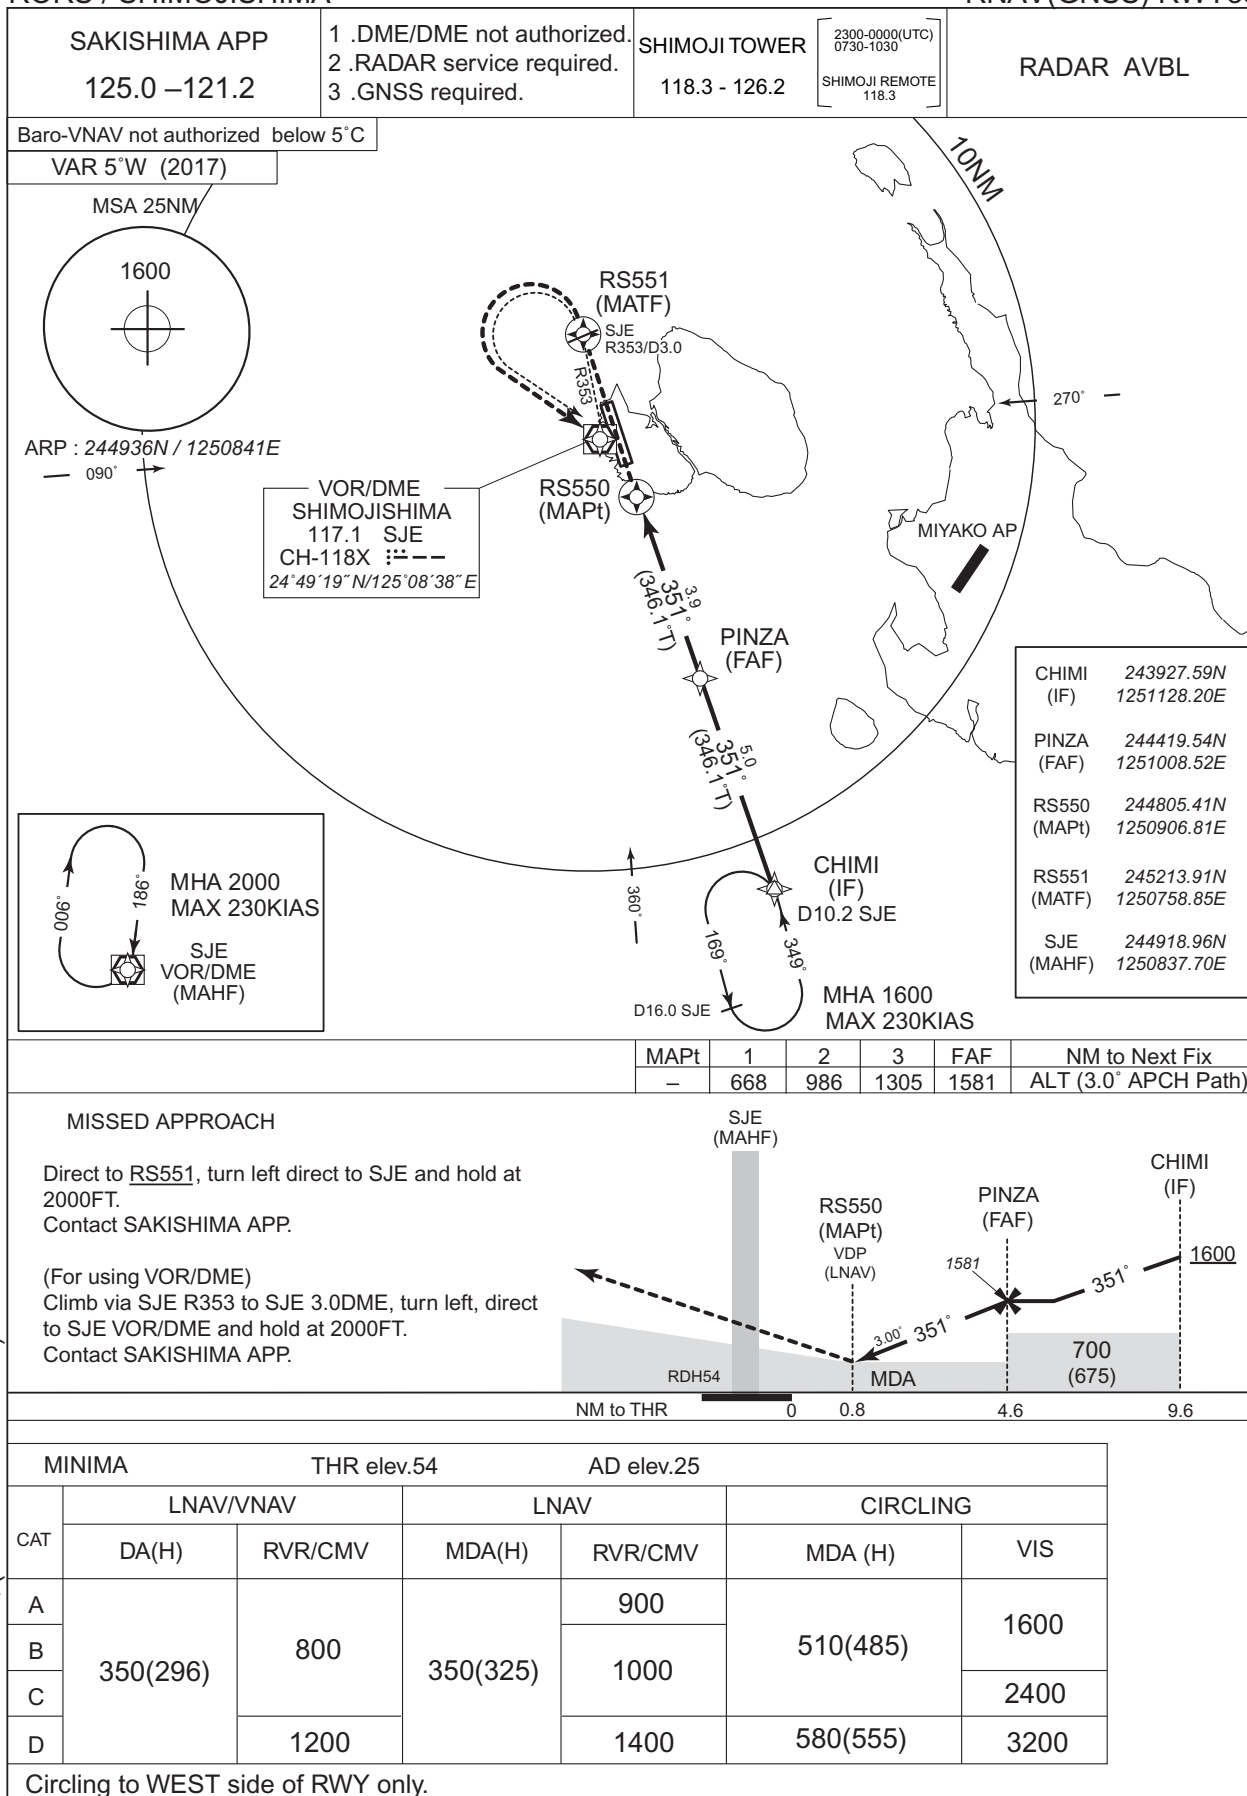 SAKISHIMA APP
125.0 –121.2
1 .DME/DME not authorized.
2 .RADAR service required.
3 .GNSS required.
SHIMOJI TOWER
118.3 - 126.2
2300-0000(UTC)
0730-1030
SHIMOJI REMOTE
118.3
RADAR AVBL
Baro-VNAV not authorized below 5˚C
VAR 5˚W (2017)
MSA 25NM
1600
10NM
RS551
(MATF)
SJE
R353/D3.0
R353
270˚
ARP : 244936N / 1250841E
090˚
VOR/DME
SHIMOJISHIMA
117.1 SJE
CH-118X
24˚49´19˝N/125˚08´38˝E
RS550
(MAPt)
MIYAKO AP
3.9
351˚
(346.1˚T)
PINZA
(FAF)
5.0
351˚
(346.1˚T)
CHIMI 243927.59N
(IF) 1251128.20E
PINZA 244419.54N
(FAF) 1251008.52E
RS550 244805.41N
(MAPt) 1250906.81E
RS551 245213.91N
(MATF) 1250758.85E
SJE 244918.96N
(MAHF) 1250837.70E
006˚
186˚
MHA 2000
MAX 230KIAS
SJE
VOR/DME
(MAHF)
360˚
CHIMI
(IF)
D10.2 SJE
169˚
349˚
D16.0 SJE
MHA 1600
MAX 230KIAS
MAPt 1 2 3 FAF NM to Next Fix
– 668 986 1305 1581 ALT (3.0˚ APCH Path)
MISSED APPROACH
Direct to RS551, turn left direct to SJE and hold at
2000FT.
Contact SAKISHIMA APP.
(For using VOR/DME)
Climb via SJE R353 to SJE 3.0DME, turn left, direct
to SJE VOR/DME and hold at 2000FT.
Contact SAKISHIMA APP.
SJE
(MAHF)
RS550
(MAPt)
VDP
(LNAV)
PINZA
(FAF)
1581
CHIMI
(IF)
1600
351˚
3.00˚ 351˚
700
(675)
RDH54
MDA
NM to THR 0 0.8 4.6 9.6
MINIMA THR elev.54 AD elev.25
CAT LNAV/VNAV LNAV CIRCLING
DA(H) RVR/CMV MDA(H) RVR/CMV MDA (H) VIS
A 350(296) 800 350(325) 900 510(485) 1600
B 1000
C 2400
D 1200 1400 580(555) 3200
Circling to WEST side of RWY only.